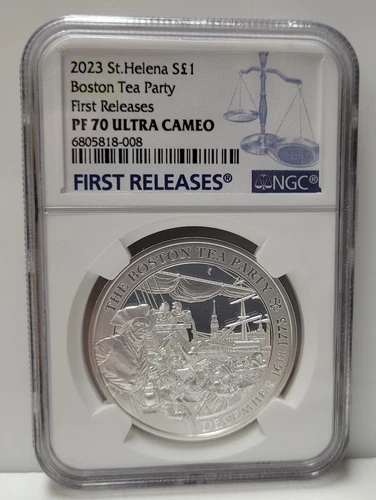 2023 St.Helena S£1
Boston Tea Party
First Releases
PF 70 ULTRA CAMEO
6805818-008
FIRST RELEASES®
NGC®
THE BOSTON TEA PARTY
DECEMBER 16TH 1773